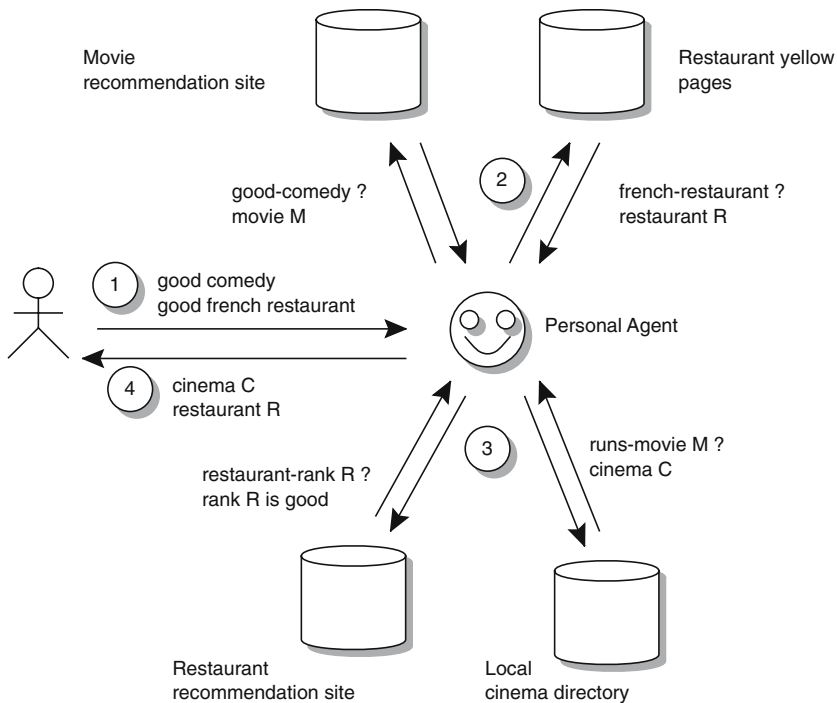 Movie
recommendation site
Restaurant yellow
pages
good-comedy ?
movie M
2
french-restaurant ?
restaurant R
1
good comedy
good french restaurant
Personal Agent
4
cinema C
restaurant R
3
restaurant-rank R ?
rank R is good
runs-movie M ?
cinema C
Restaurant
recommendation site
Local
cinema directory